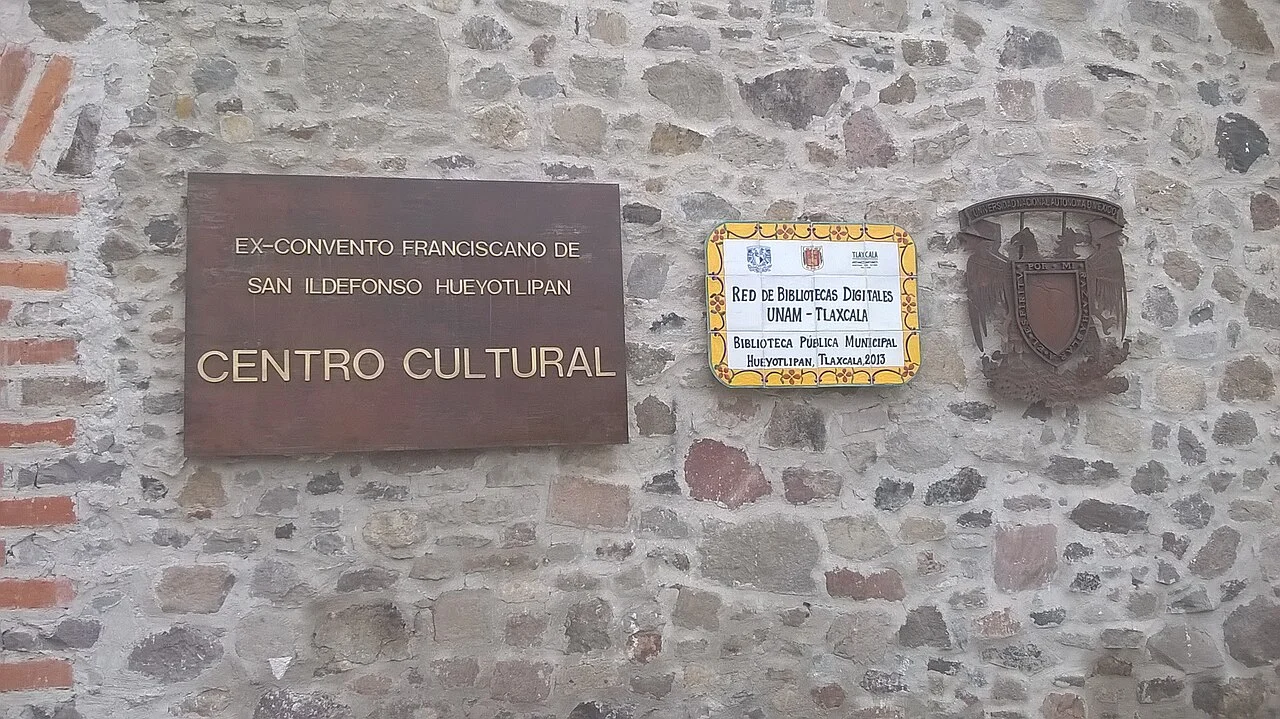 EX-CONVENTO FRANCISCANO DE
SAN ILDEFONSO HUEYOTLIPAN
CENTRO CULTURAL
TLAXCALA
RED DE BIBLIOTECAS DIGITALES
UNAM - TLAXCALA
BIBLIOTECA PÚBLICA MUNICIPAL
HUEYOTLIPAN, TLAXCALA, 2013
UNIVERSIDAD NACIONAL AUTONOMA D MEXICO
POR MI